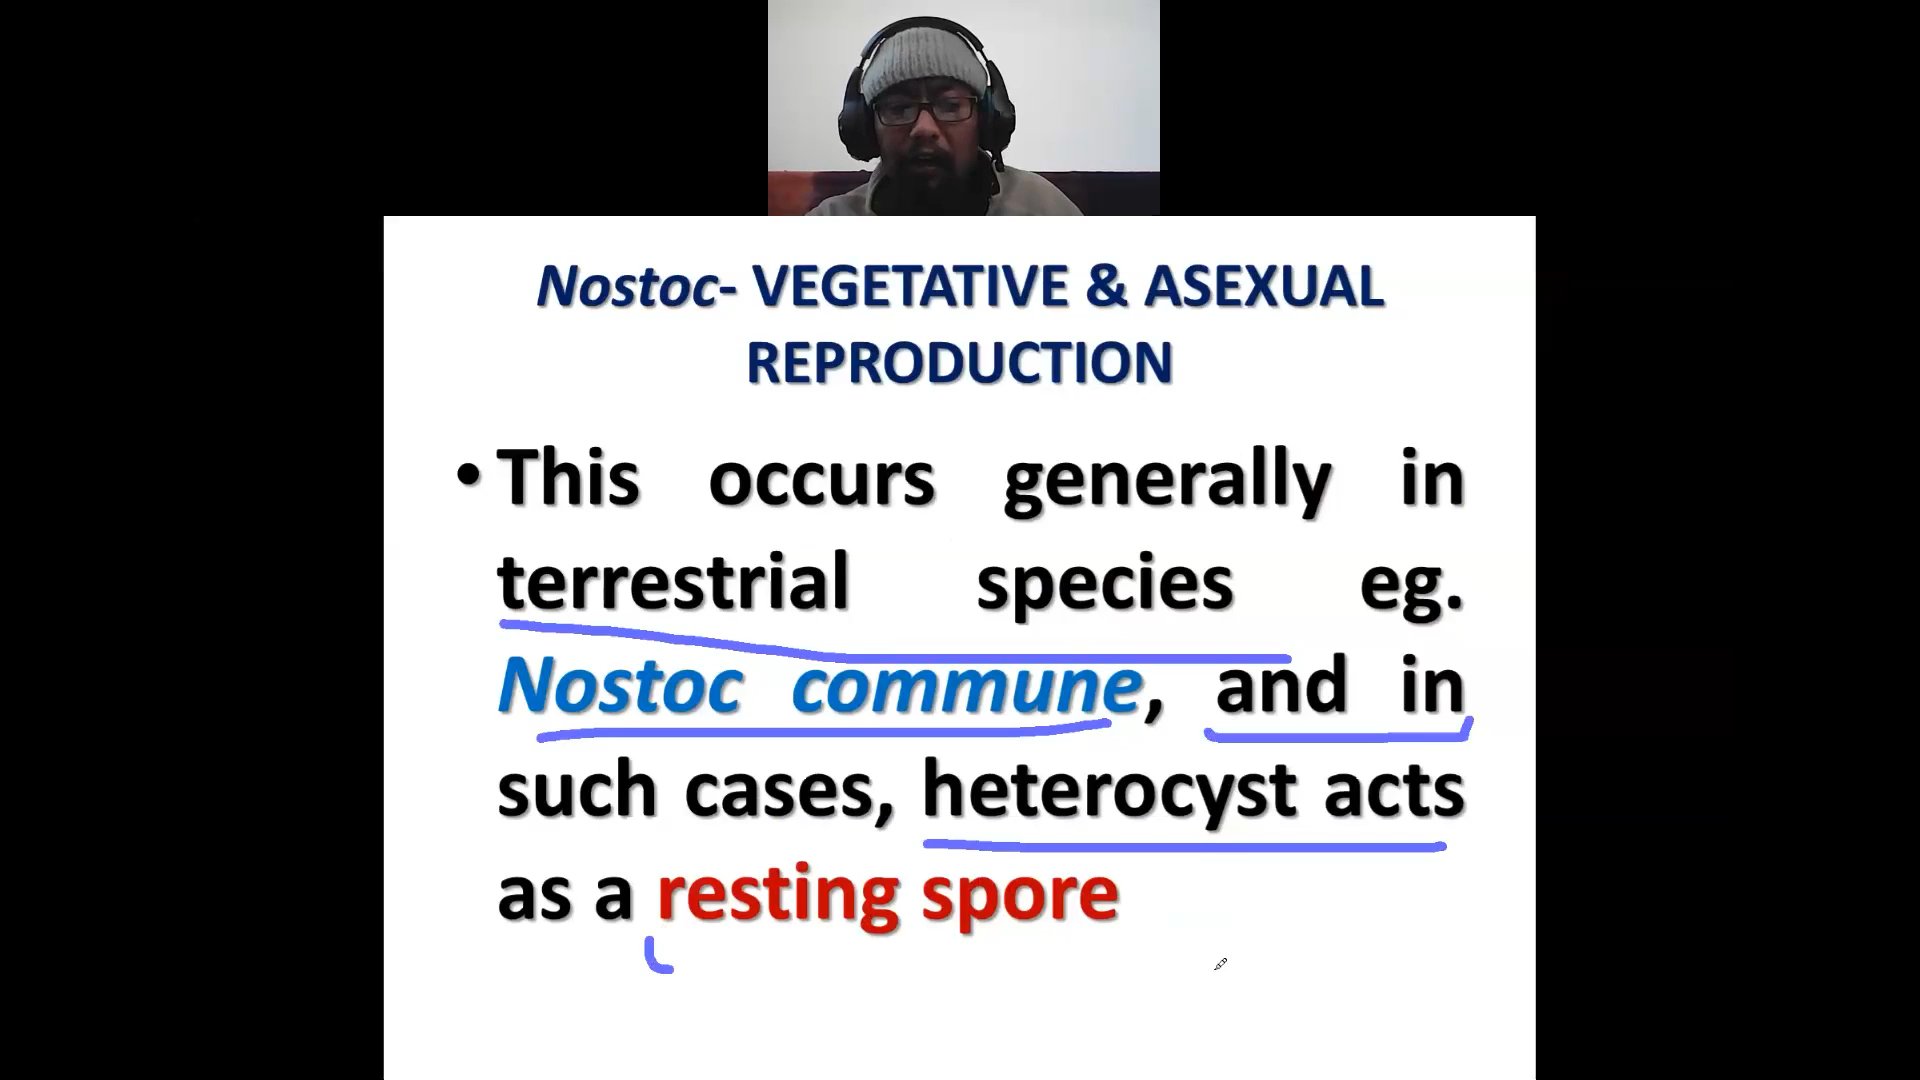 Nostoc- VEGETATIVE & ASEXUAL
REPRODUCTION
• This occurs generally in
terrestrial species eg.
Nostoc commune, and in
such cases, heterocyst acts
as a resting spore